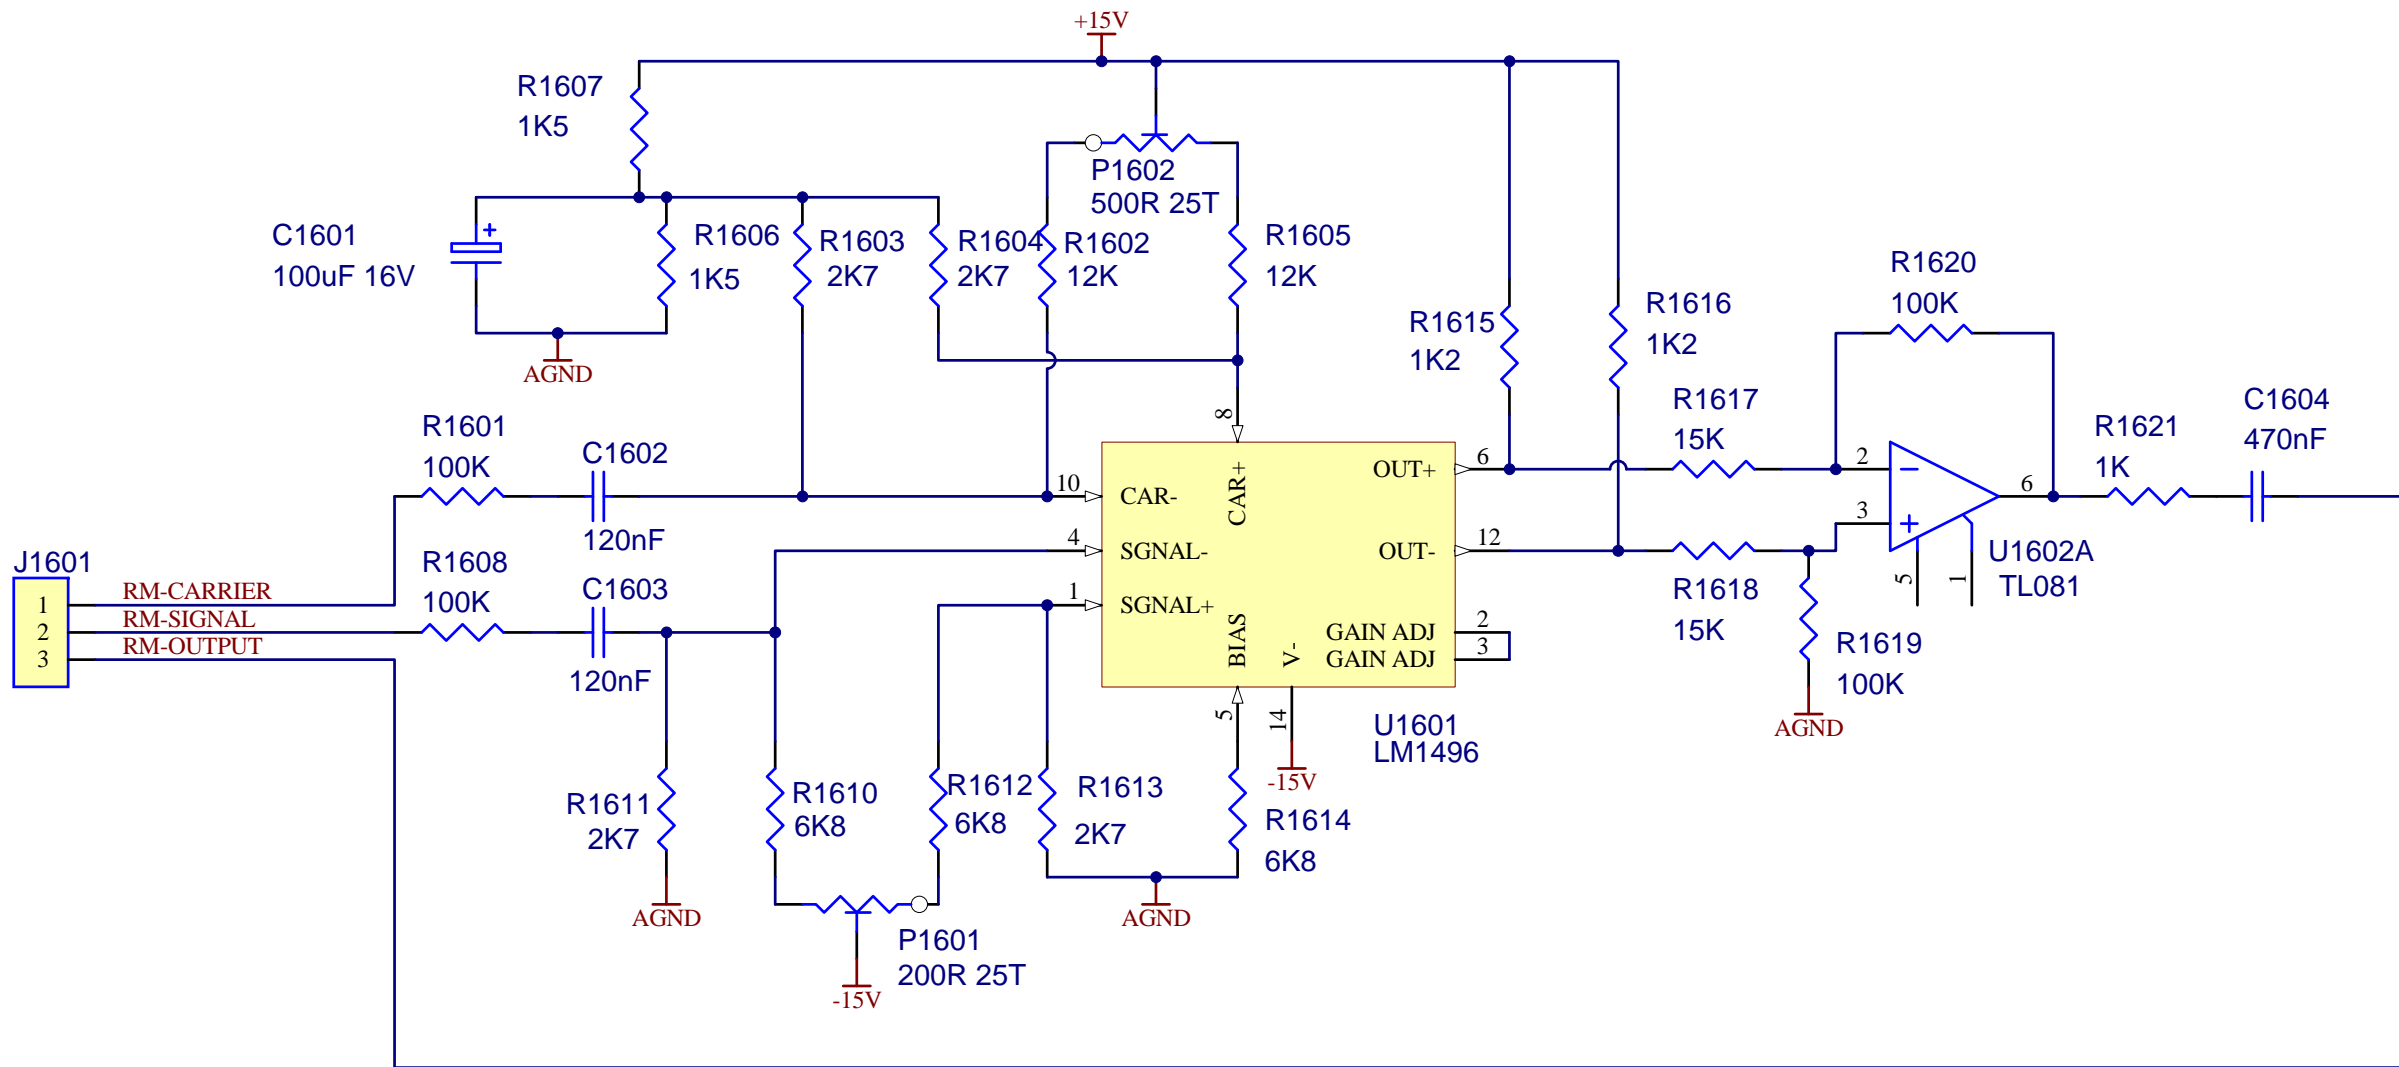 +15V
R1607
1K5
P1602
500R 25T
C1601
100uF 16V
R1606
1K5
R1603
2K7
R1604
2K7
R1602
12K
R1605
12K
AGND
R1615
1K2
R1616
1K2
R1620
100K
R1601
100K
C1602
120nF
R1617
15K
R1621
1K
C1604
470nF
8
10
CAR-
CAR+
OUT+
6
2
3
6
4
SGNAL-
OUT-
12
1
SGNAL+
BIAS
V-
GAIN ADJ
2
GAIN ADJ
3
5
14
-15V
U1601
LM1496
5
1
U1602A
TL081
R1618
15K
R1619
100K
AGND
J1601
1
2
3
RM-CARRIER
RM-SIGNAL
RM-OUTPUT
R1608
100K
C1603
120nF
R1611
2K7
R1610
6K8
R1612
6K8
R1613
2K7
R1614
6K8
AGND
AGND
P1601
200R 25T
-15V